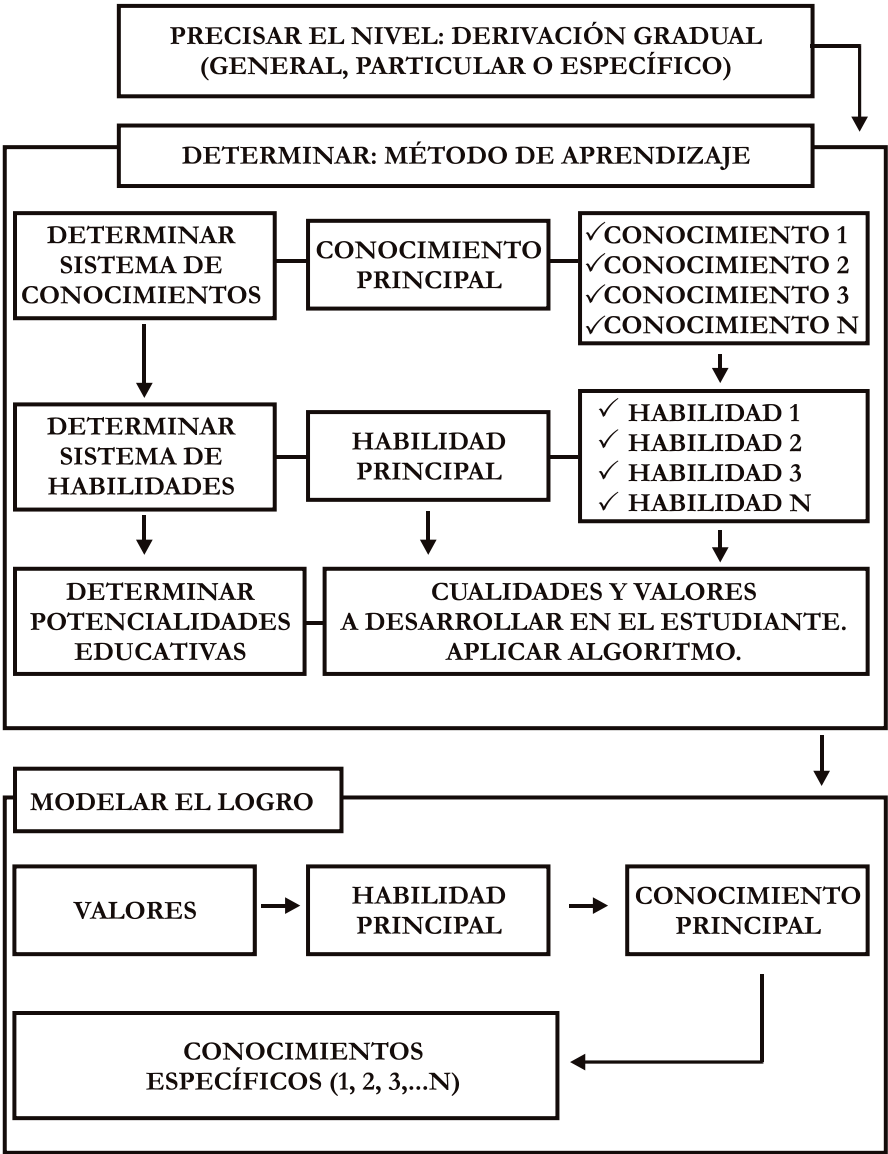 PRECISAR EL NIVEL: DERIVACIÓN GRADUAL
(GENERAL, PARTICULAR O ESPECÍFICO)
DETERMINAR: MÉTODO DE APRENDIZAJE
DETERMINAR
SISTEMA DE
CONOCIMIENTOS
CONOCIMIENTO
PRINCIPAL
✓CONOCIMIENTO 1
✓CONOCIMIENTO 2
✓CONOCIMIENTO 3
✓CONOCIMIENTO N
DETERMINAR
SISTEMA DE
HABILIDADES
HABILIDAD
PRINCIPAL
✓ HABILIDAD 1
✓ HABILIDAD 2
✓ HABILIDAD 3
✓ HABILIDAD N
DETERMINAR
POTENCIALIDADES
EDUCATIVAS
CUALIDADES Y VALORES
A DESARROLLAR EN EL ESTUDIANTE.
APLICAR ALGORITMO.
MODELAR EL LOGRO
VALORES
HABILIDAD
PRINCIPAL
CONOCIMIENTO
PRINCIPAL
CONOCIMIENTOS
ESPECÍFICOS (1, 2, 3,...N)